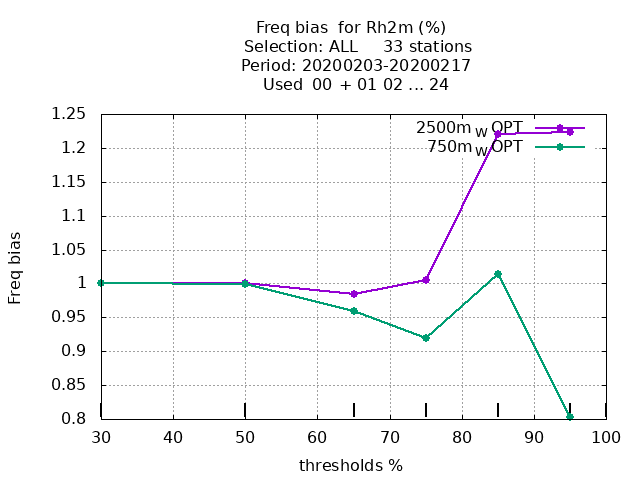 Freq bias  for Rh2m (%)
Selection: ALL     33 stations
Period: 20200203-20200217
Used  00 + 01 02 ... 24
1.25
1.2
1.15
1.1
1.05
1
0.95
0.9
0.85
0.8
Freq bias
2500m WOPT
750m WOPT
30 40 50 60 70 80 90 100
thresholds %